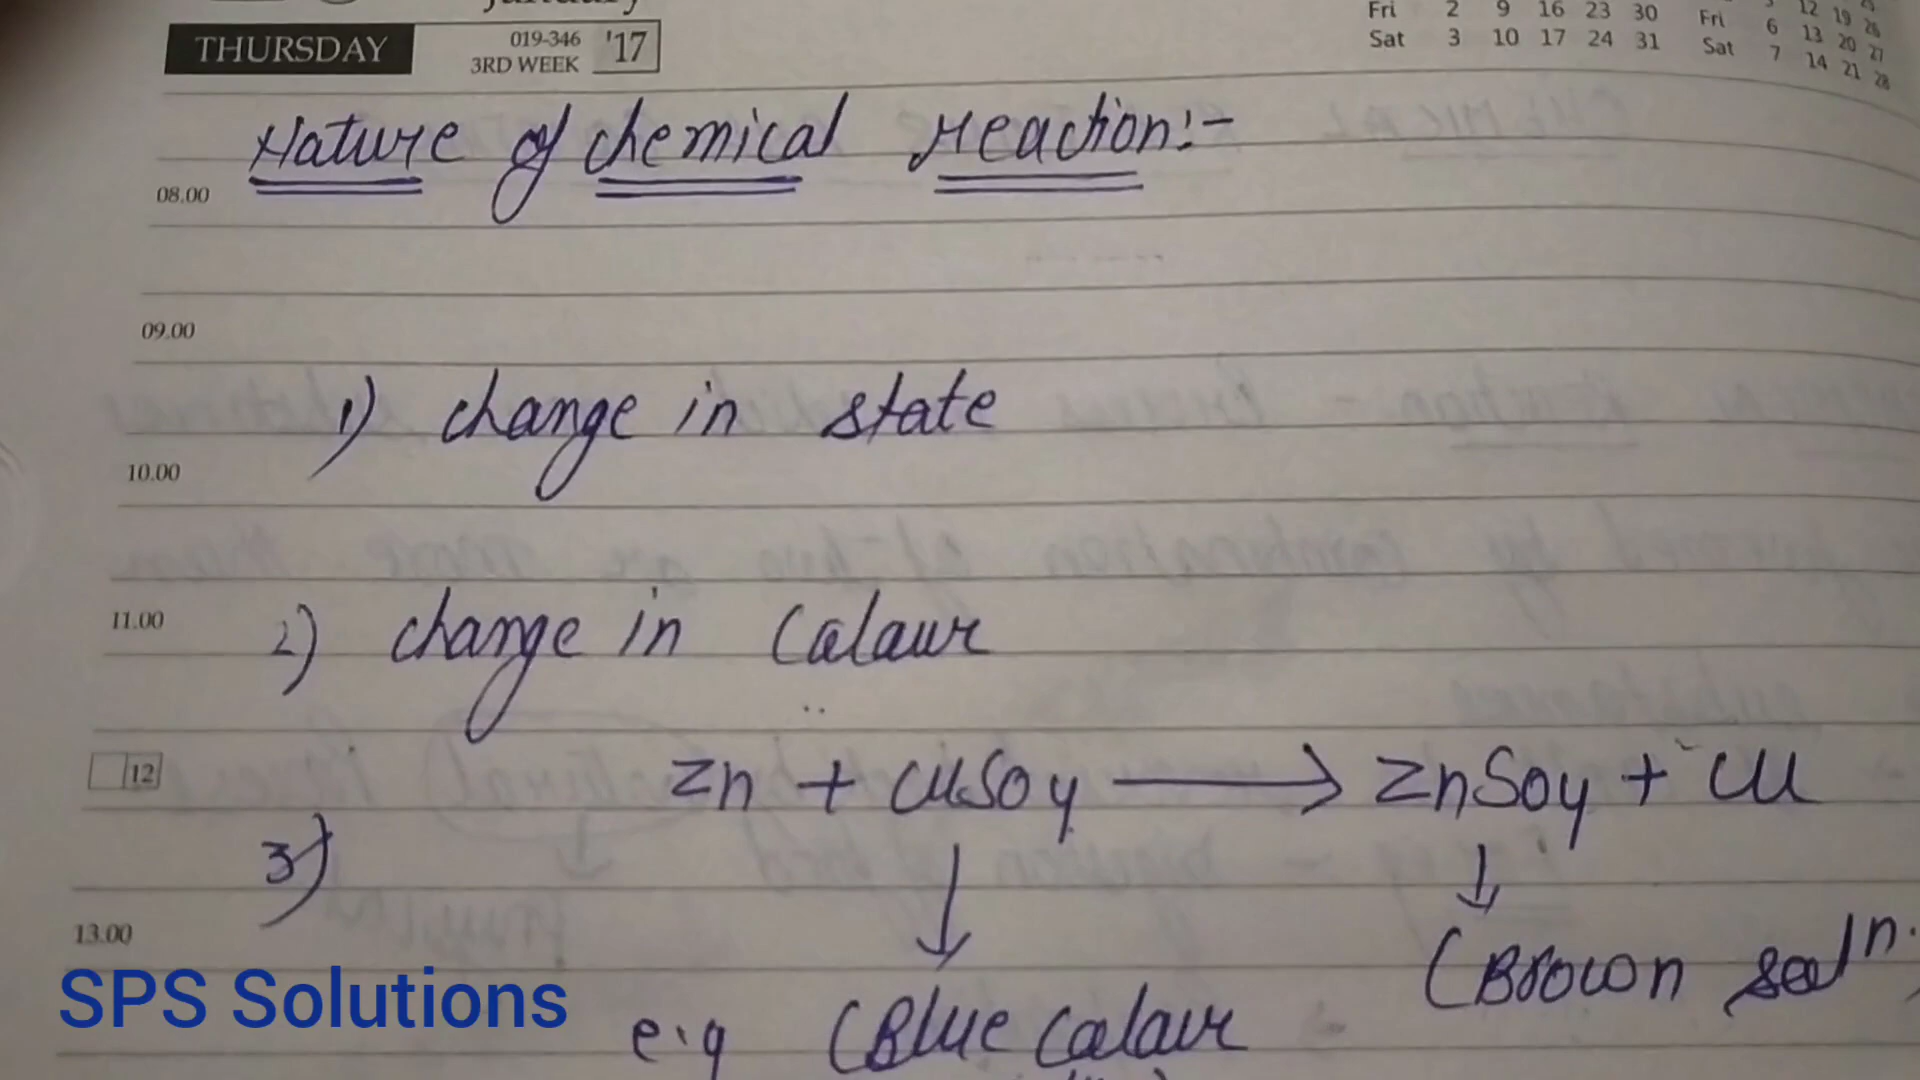 January
THURSDAY 019-346 '17
3RD WEEK
Fri 2 9 16 23 30
Sat 3 10 17 24 31
Fri 6 13 20 27
Sat 7 14 21 28
Nature of chemical reaction:-
08.00
09.00
1) change in state
10.00
11.00 2) change in Calaur
12 Zn + CuSo4 → ZnSo4 + Cu
3)
↓ ↓
13.00
(Brown soln.)
SPS Solutions
e.g (Blue Calaur